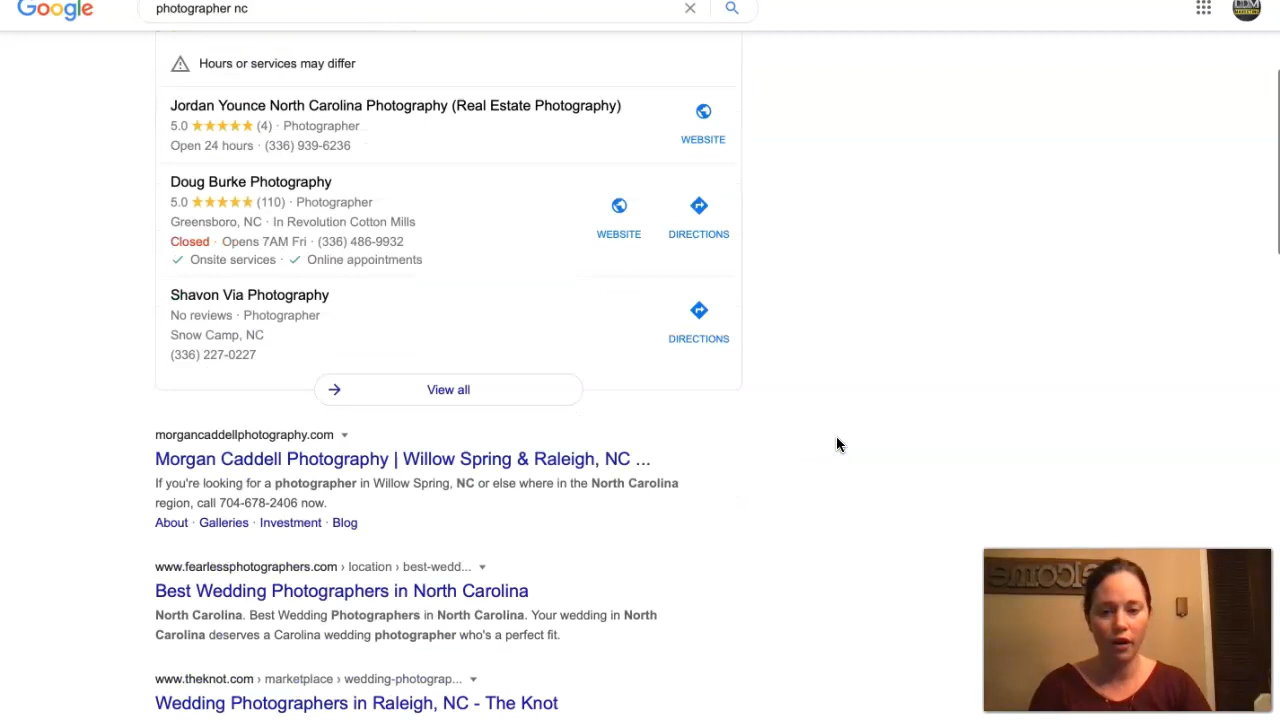 Google
photographer nc
Hours or services may differ
Jordan Younce North Carolina Photography (Real Estate Photography)
5.0 ★★★★★ (4) · Photographer
Open 24 hours · (336) 939-6236
WEBSITE
Doug Burke Photography
5.0 ★★★★★ (110) · Photographer
Greensboro, NC · In Revolution Cotton Mills
Closed · Opens 7AM Fri · (336) 486-9932
✓ Onsite services · ✓ Online appointments
WEBSITE
DIRECTIONS
Shavon Via Photography
No reviews · Photographer
Snow Camp, NC
(336) 227-0227
DIRECTIONS
→ View all
morgancaddellphotography.com
Morgan Caddell Photography | Willow Spring & Raleigh, NC ...
If you're looking for a photographer in Willow Spring, NC or else where in the North Carolina
region, call 704-678-2406 now.
About · Galleries · Investment · Blog
www.fearlessphotographers.com › location › best-wedd...
Best Wedding Photographers in North Carolina
North Carolina. Best Wedding Photographers in North Carolina. Your wedding in North
Carolina deserves a Carolina wedding photographer who's a perfect fit.
www.theknot.com › marketplace › wedding-photograp...
Wedding Photographers in Raleigh, NC - The Knot
welcome